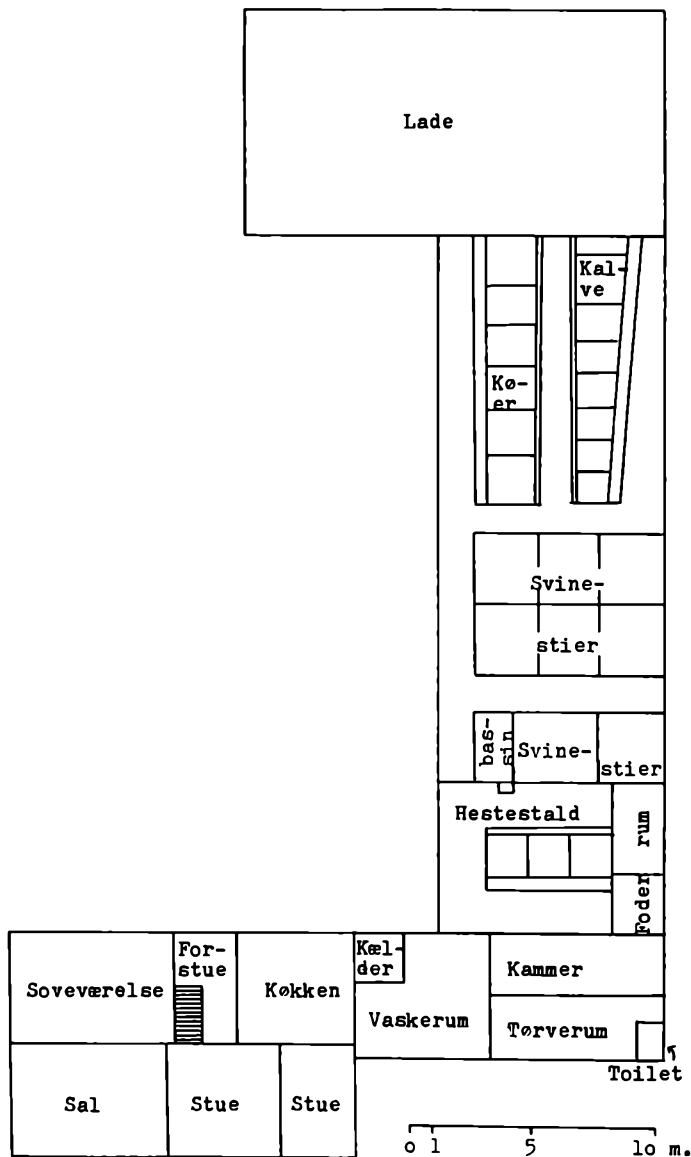 Lade
Kal-
ve
Kø-
er
Svine-
stier
bas-
sin
Svine-
stier
Hestestald
Foder
rum
For-
stue
Kæl-
der
Soveværelse
Køkken
Kammer
Vaskerum
Tørverum
Toilet
Sal
Stue
Stue
0 1 5 10 m.